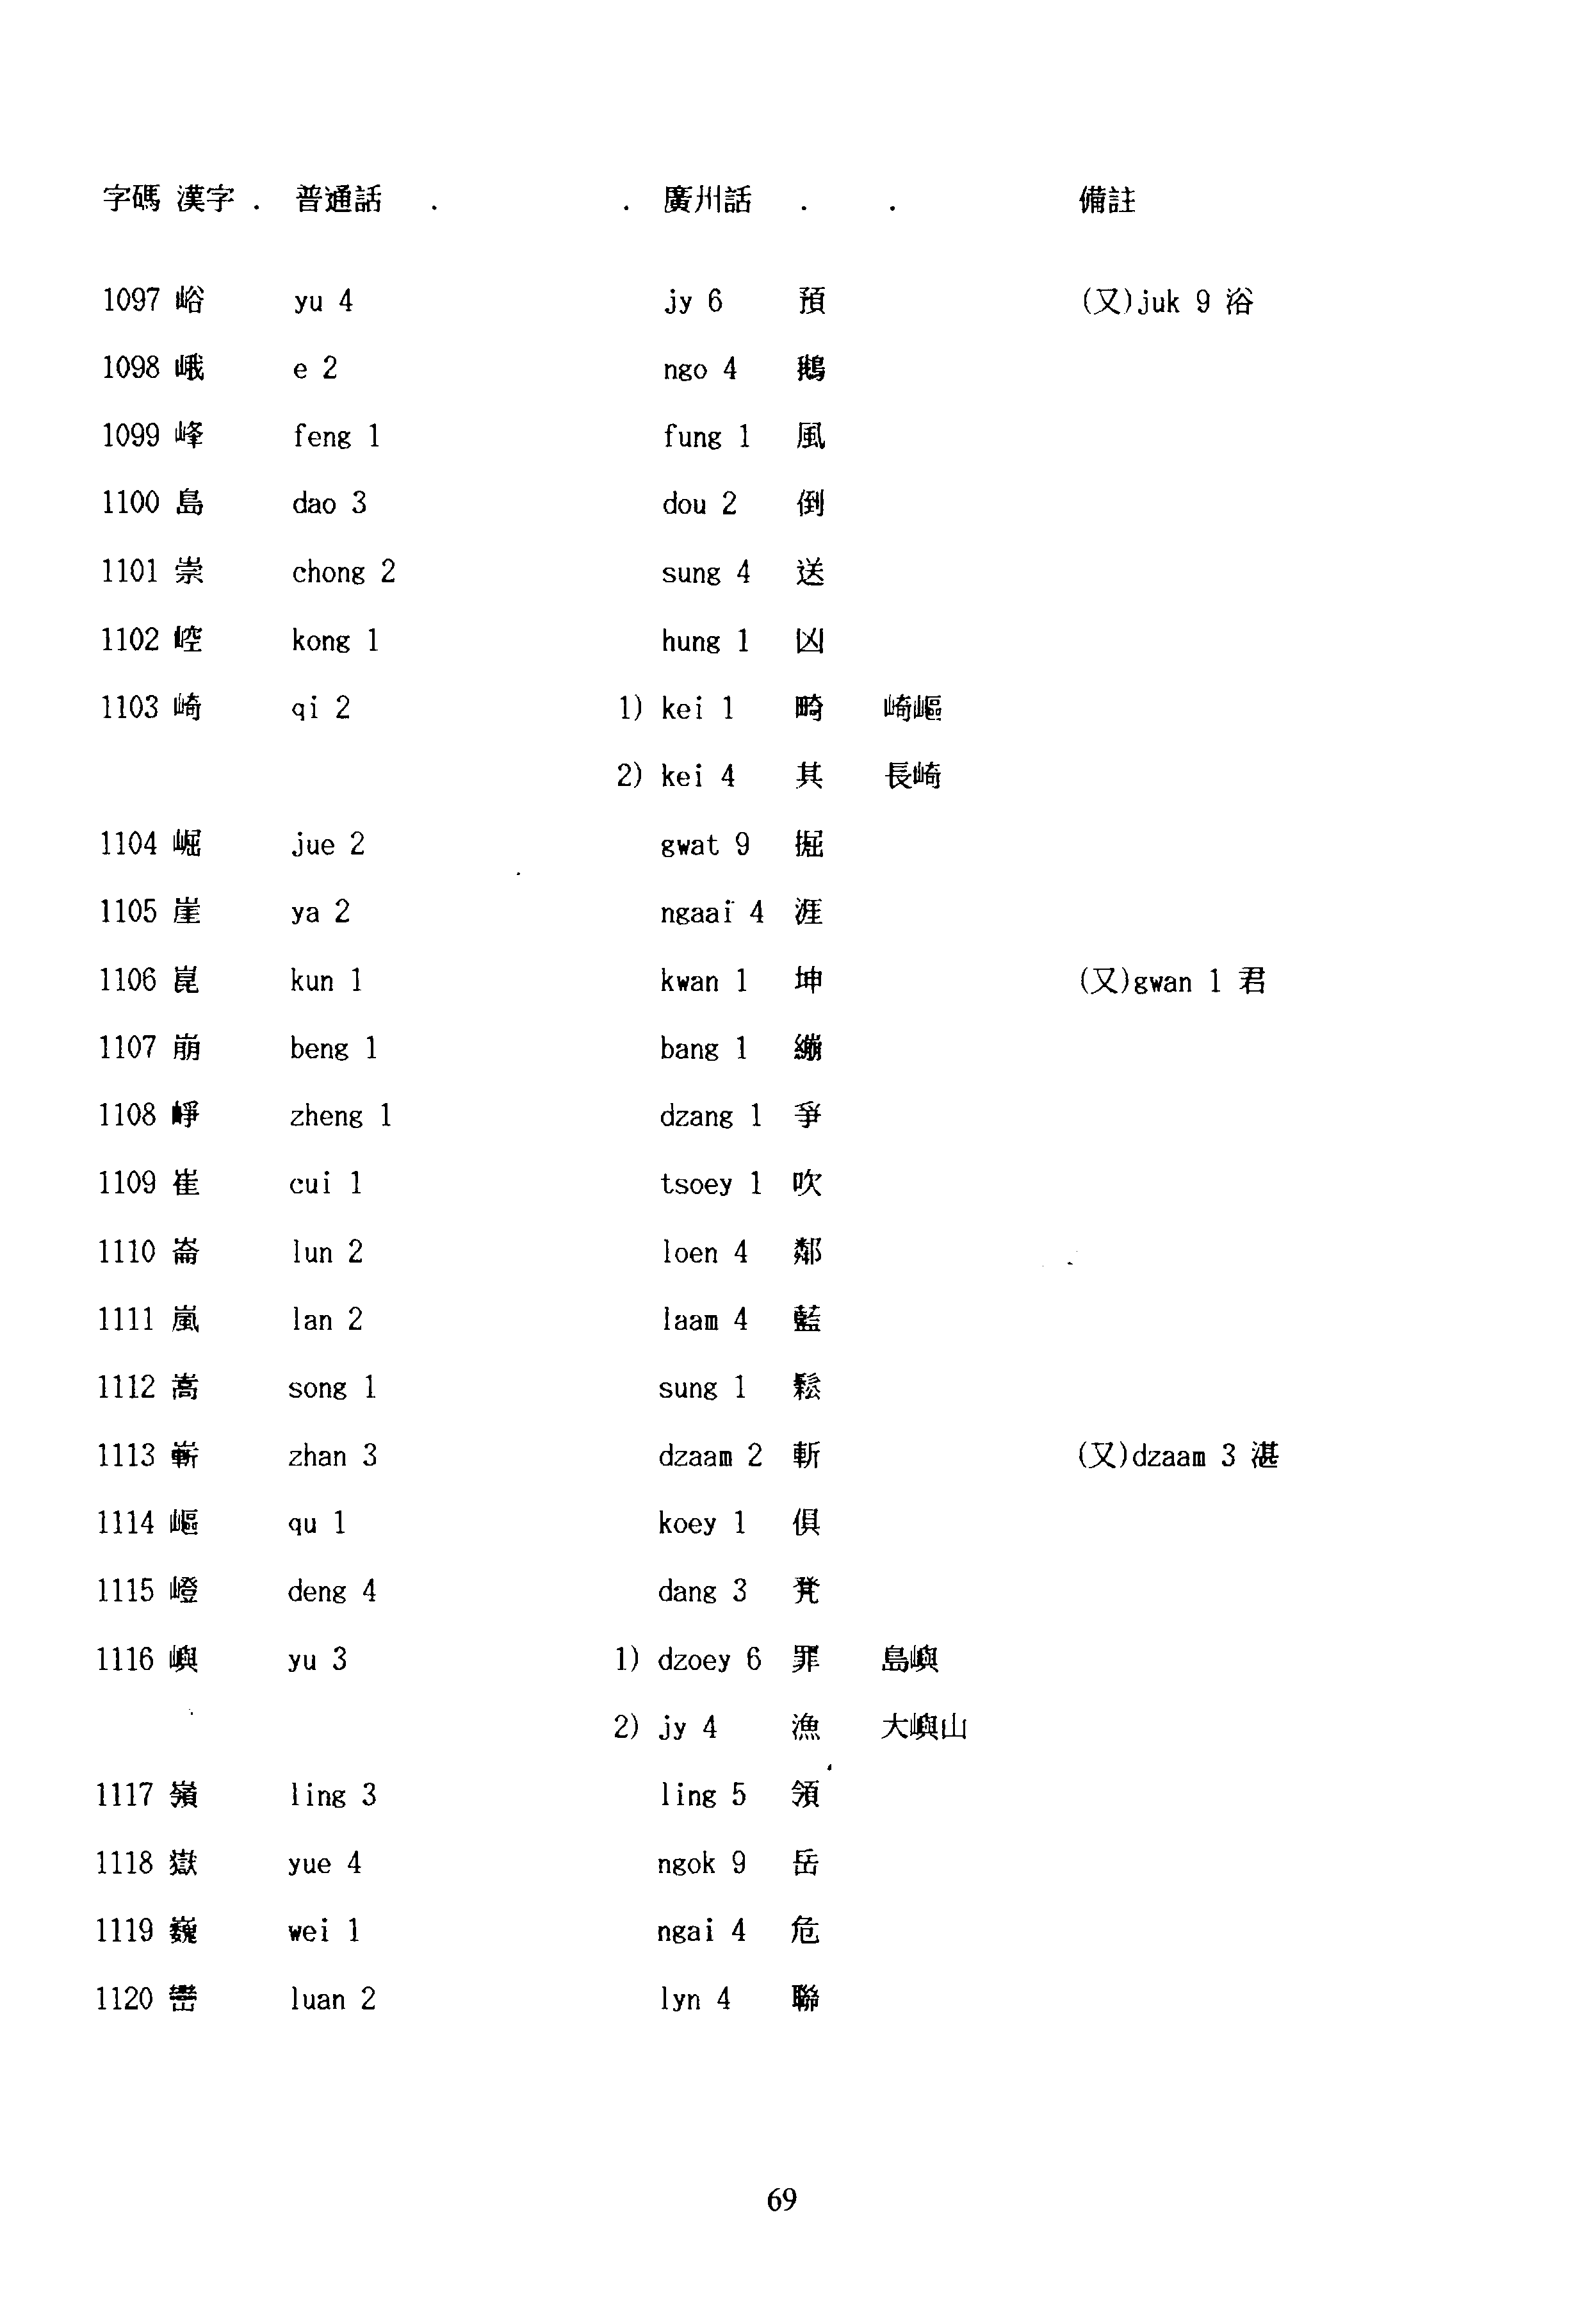 字碼 漢字 . 普通話 . . 廣州話 . . 備註
1097 峪 yu 4 jy 6 預 (又)juk 9 浴
1098 峨 e 2 ngo 4 鵝
1099 峰 feng 1 fung 1 風
1100 島 dao 3 dou 2 倒
1101 崇 chong 2 sung 4 送
1102 崆 kong 1 hung 1 凶
1103 崎 qi 2 1) kei 1 畸 崎嶇
2) kei 4 其 長崎
1104 崛 jue 2 gwat 9 掘
1105 崖 ya 2 ngaai 4 涯
1106 崑 kun 1 kwan 1 坤 (又)gwan 1 君
1107 崩 beng 1 bang 1 繃
1108 崢 zheng 1 dzang 1 爭
1109 崔 cui 1 tsoey 1 吹
1110 崙 lun 2 loen 4 鄰
1111 嵐 lan 2 laam 4 藍
1112 嵩 song 1 sung 1 鬆
1113 嶄 zhan 3 dzaam 2 斬 (又)dzaam 3 湛
1114 嶇 qu 1 koey 1 俱
1115 嶝 deng 4 dang 3 凳
1116 嶼 yu 3 1) dzoey 6 罪 島嶼
2) jy 4 漁 大嶼山
1117 嶺 ling 3 ling 5 領
1118 嶽 yue 4 ngok 9 岳
1119 巍 wei 1 ngai 4 危
1120 巒 luan 2 lyn 4 聯
69